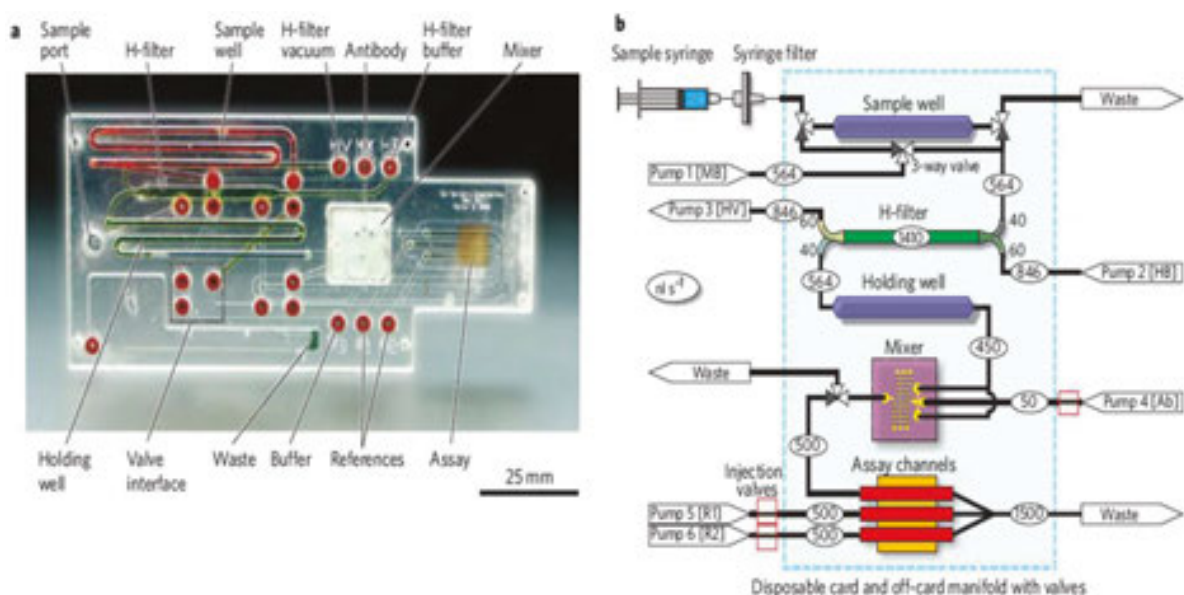 a
Sample port
H-filter
Sample well
H-filter vacuum
Antibody
H-filter buffer
Mixer
HV
Holding well
Valve interface
Waste
Buffer
References
Assay
25 mm
b
Sample syringe
Syringe filter
Sample well
Waste
3-way valve
Pump 1 [MB]
564
564
Pump 3 [HV]
846
60
H-filter
40
1410
40
60
564
846
Pump 2 [HB]
nl s⁻¹
Holding well
450
Mixer
Waste
50
Pump 4 [Ab]
500
Assay channels
Injection valves
Pump 5 [R1]
500
1500
Waste
Pump 6 [R2]
500
Disposable card and off-card manifold with valves